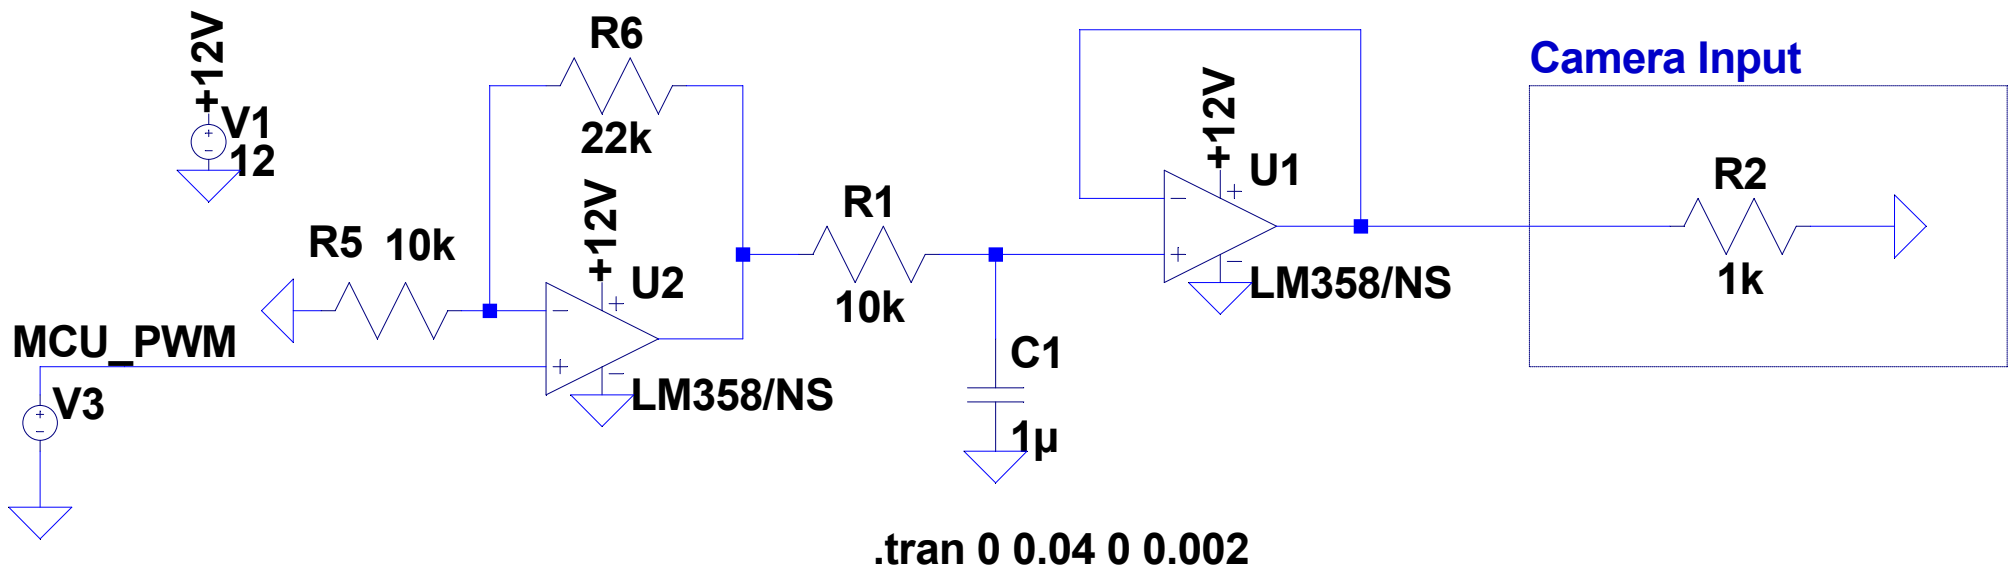 +12V
V1
12
R6
22k
+12V
R5 10k
U2
LM358/NS
MCU_PWM
V3
R1
10k
C1
1µ
+12V
U1
LM358/NS
Camera Input
R2
1k
.tran 0 0.04 0 0.002